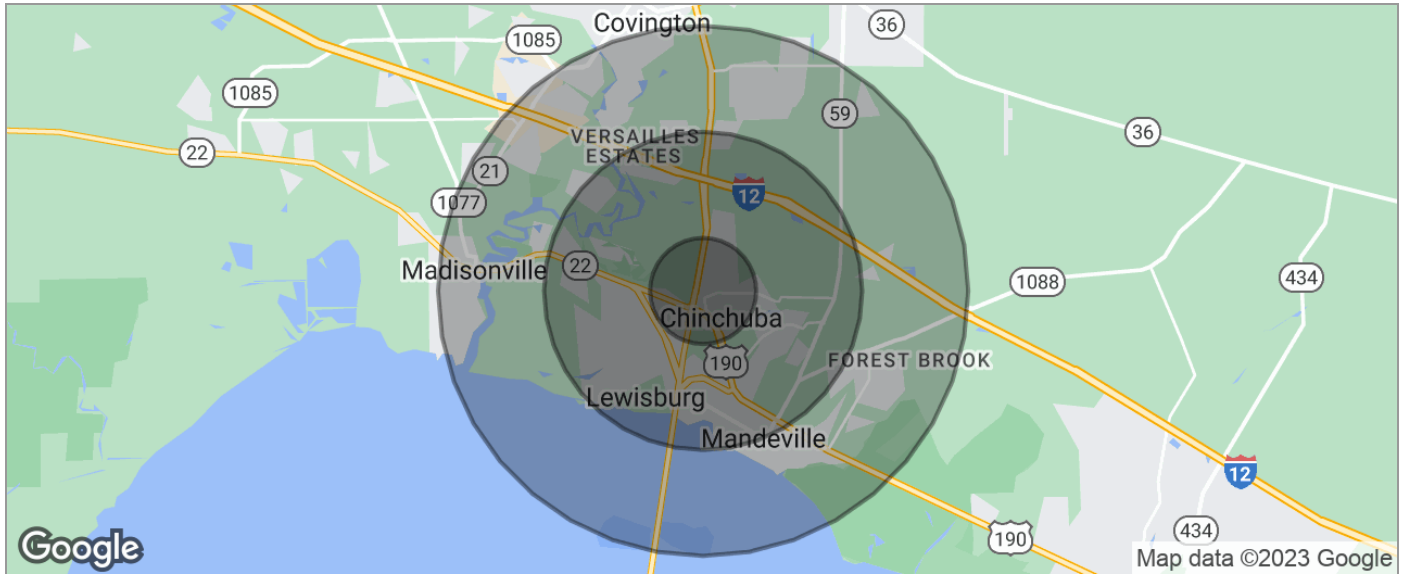 Covington
36
1085
1085
59
36
VERSAILLES
ESTATES
22
21
12
1077
Madisonville
22
1088
434
Chinchuba
190
FOREST BROOK
Lewisburg
Mandeville
12
434
190
Google
Map data ©2023 Google